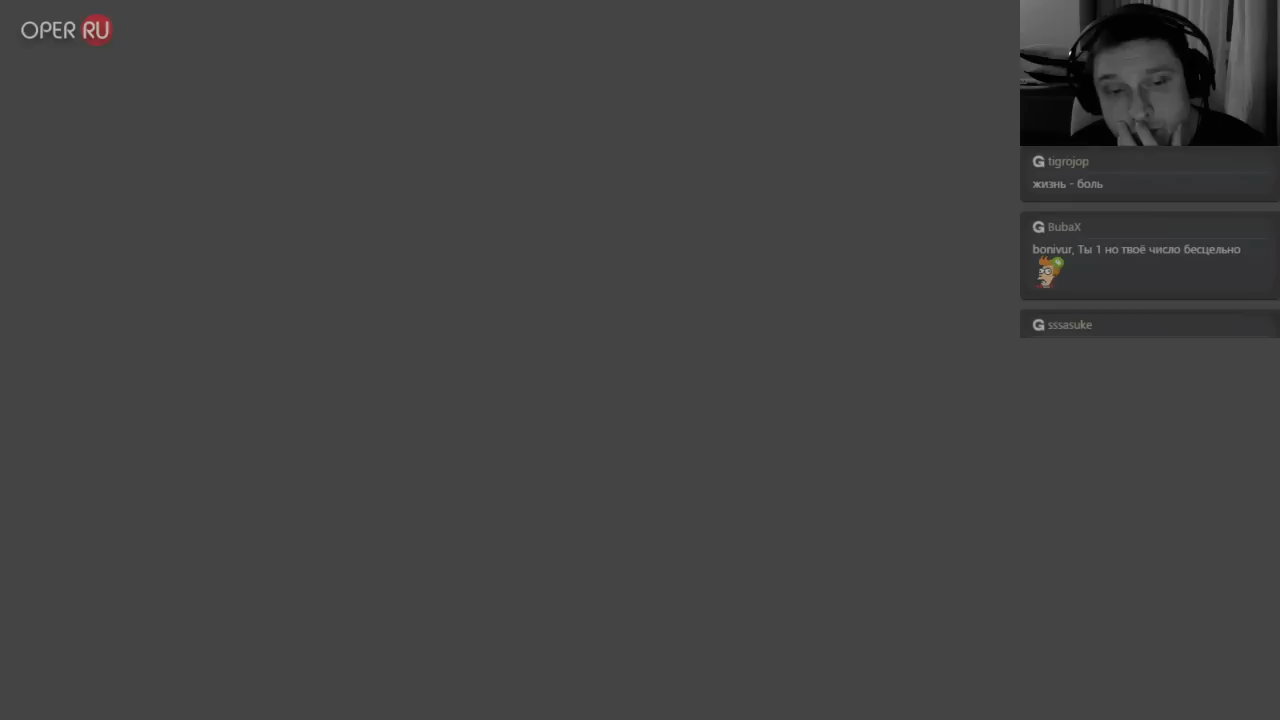 OPER RU
tigrojop
жизнь - боль
BubaX
bonivur, Ты 1 но твоё число бесцельно
sssasuke